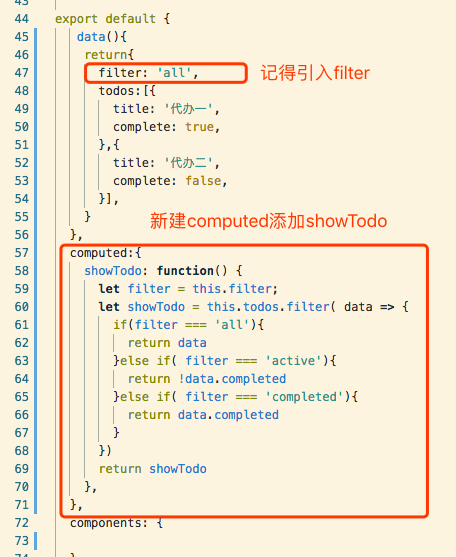 43
44 export default {
45 data(){
46 return{
47 filter: 'all', 记得引入filter
48 todos:[{
49 title: '代办一',
50 complete: true,
51 },{
52 title: '代办二',
53 complete: false,
54 }],
55 }
56 }, 新建computed添加showTodo
57 computed:{
58 showTodo: function() {
59 let filter = this.filter;
60 let showTodo = this.todos.filter( data => {
61 if(filter === 'all'){
62 return data
63 }else if( filter === 'active'){
64 return !data.completed
65 }else if( filter === 'completed'){
66 return data.completed
67 }
68 })
69 return showTodo
70 },
71 },
72 components: {
73
74 }